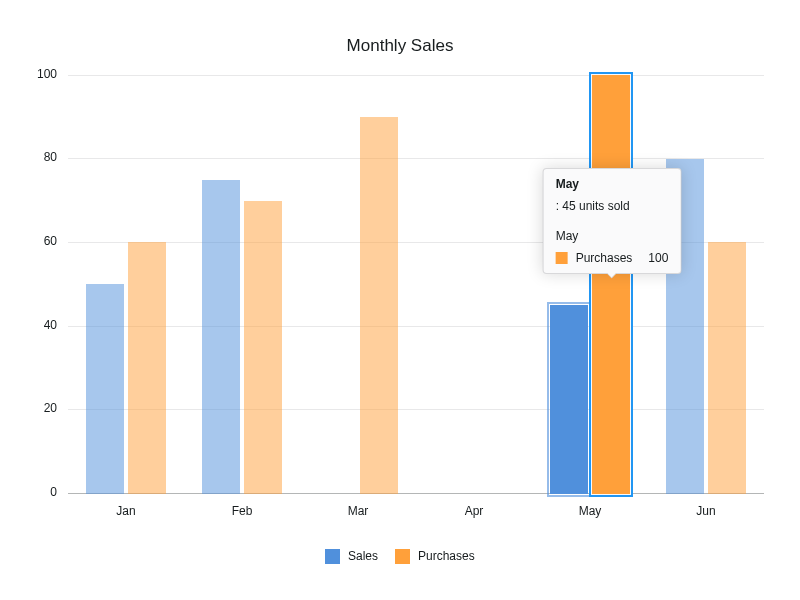 Monthly Sales
100
80
60
40
20
0
May
: 45 units sold
May
Purchases 100
Jan Feb Mar Apr May Jun
Sales Purchases